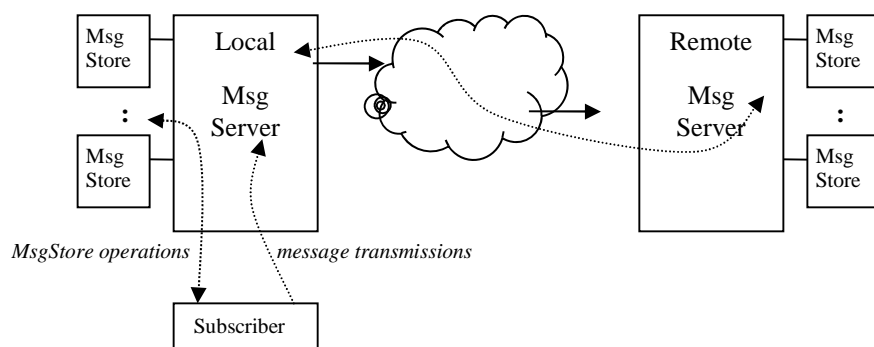 Msg
Store
:
Msg
Store
Local
Msg
Server
Remote
Msg
Server
Msg
Store
:
Msg
Store
MsgStore operations
message transmissions
Subscriber